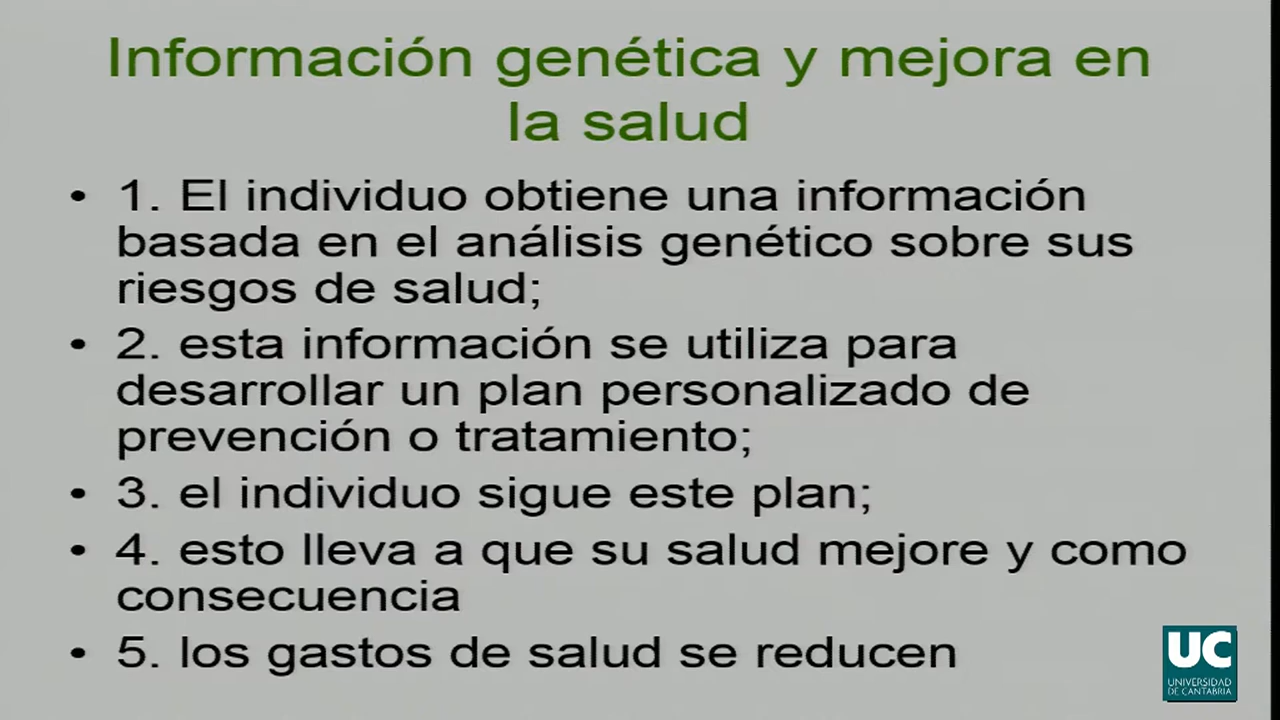 Información genética y mejora en
la salud
• 1. El individuo obtiene una información
basada en el análisis genético sobre sus
riesgos de salud;
• 2. esta información se utiliza para
desarrollar un plan personalizado de
prevención o tratamiento;
• 3. el individuo sigue este plan;
• 4. esto lleva a que su salud mejore y como
consecuencia
• 5. los gastos de salud se reducen
UC
UNIVERSIDAD
DE CANTABRIA